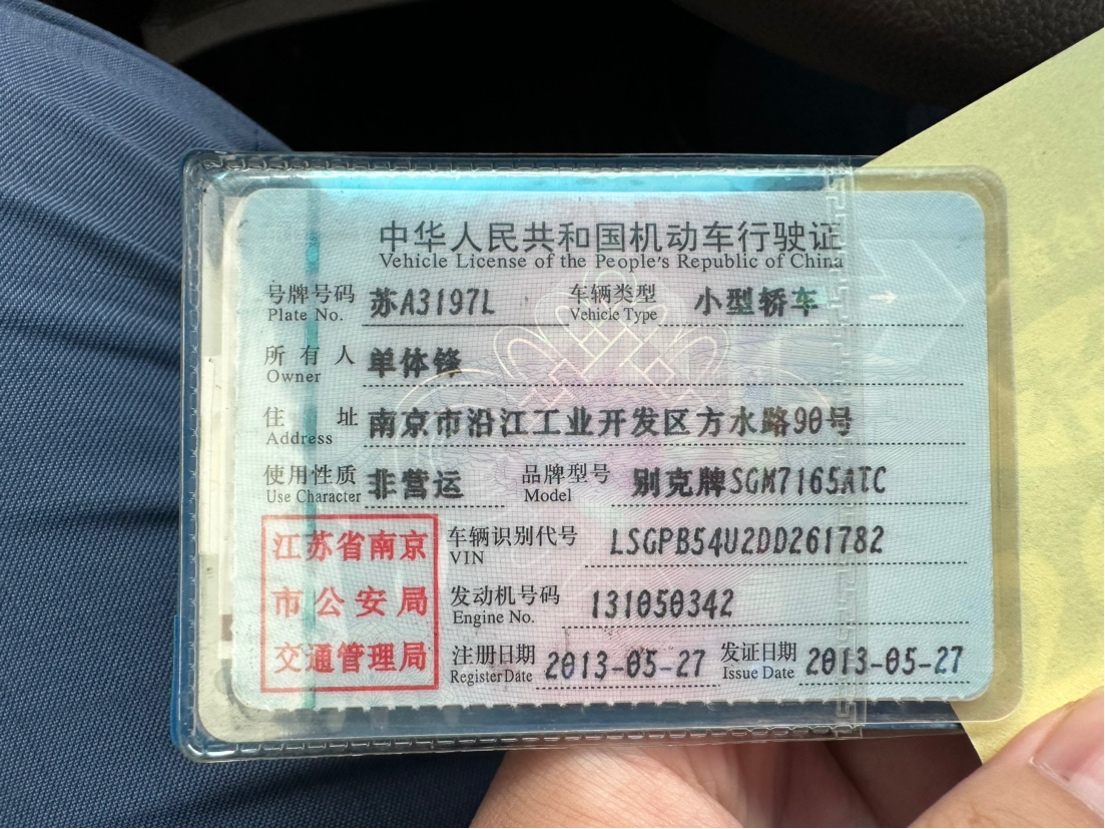 中华人民共和国机动车行驶证
Vehicle License of the People's Republic of China
号牌号码 苏A3197L 车辆类型 小型轿车
Plate No. Vehicle Type
所有人 单体锋
Owner
住址 南京市沿江工业开发区方水路90号
Address
使用性质 非营运 品牌型号 别克牌SGM7165ATC
Use Character Model
江苏省南京
市公安局
交通管理局
车辆识别代号 LSGPB54U2DD261782
VIN
发动机号码 131050342
Engine No.
注册日期 2013-05-27 发证日期 2013-05-27
Register Date Issue Date